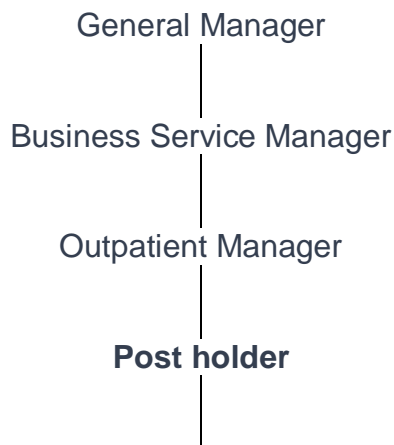 General Manager
Business Service Manager
Outpatient Manager
Post holder